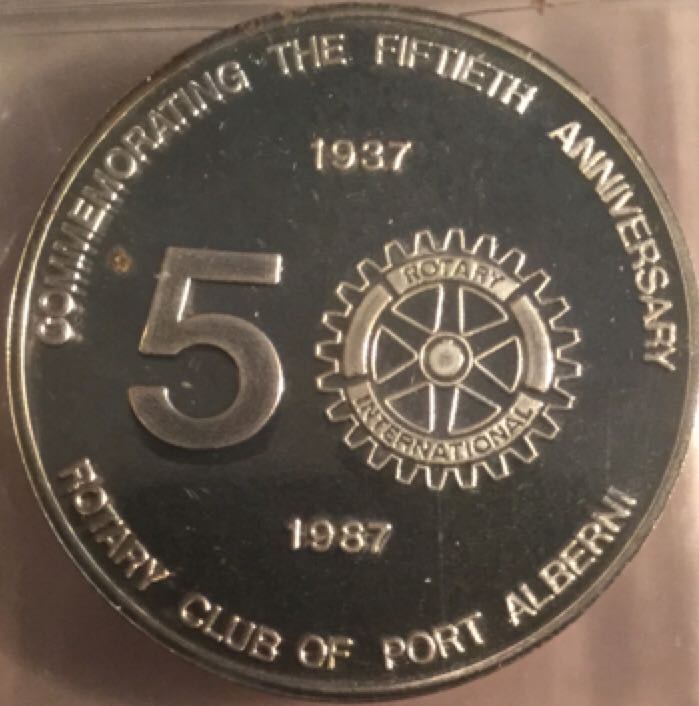 COMMEMORATING THE FIFTIETH ANNIVERSARY
1937
5
ROTARY
INTERNATIONAL
1987
ROTARY CLUB OF PORT ALBERNI